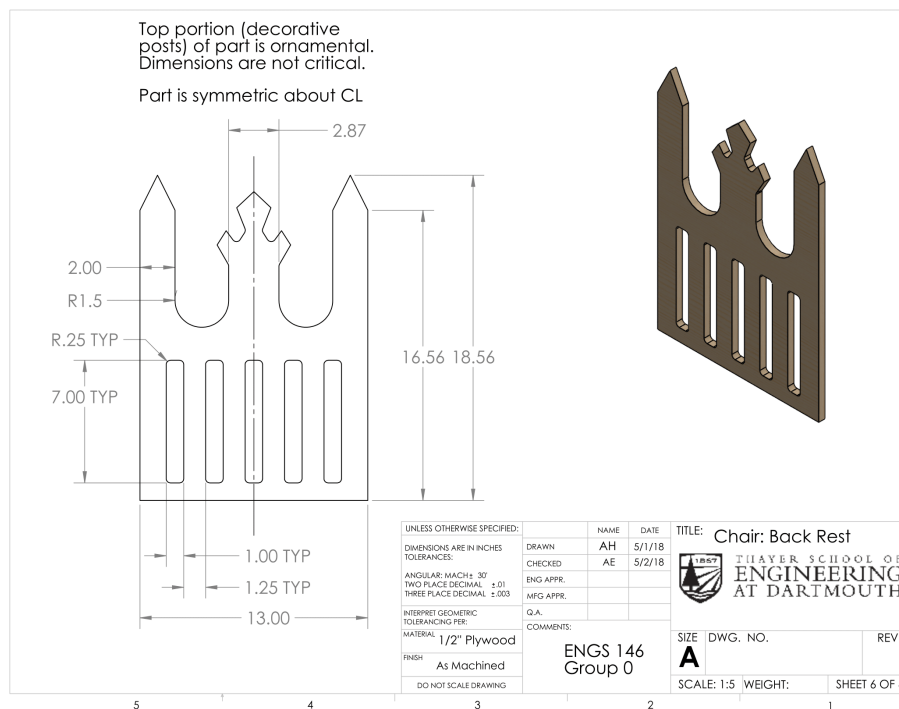 Top portion (decorative
posts) of part is ornamental.
Dimensions are not critical.
Part is symmetric about CL
2.87
2.00
R1.5
R.25 TYP
7.00 TYP
16.56 18.56
1.00 TYP
1.25 TYP
13.00
UNLESS OTHERWISE SPECIFIED:
DIMENSIONS ARE IN INCHES
TOLERANCES:
ANGULAR: MACH± 30'
TWO PLACE DECIMAL ±.01
THREE PLACE DECIMAL ±.003
INTERPRET GEOMETRIC
TOLERANCING PER:
MATERIAL
1/2" Plywood
FINISH
As Machined
DO NOT SCALE DRAWING
NAME DATE
DRAWN AH 5/1/18
CHECKED AE 5/2/18
ENG APPR.
MFG APPR.
Q.A.
COMMENTS:
ENGS 146
Group 0
TITLE:
Chair: Back Rest
1867
THAYER SCHOOL OF
ENGINEERING
AT DARTMOUTH
SIZE DWG. NO. REV
A
SCALE: 1:5 WEIGHT: SHEET 6 OF
5 4 3 2 1